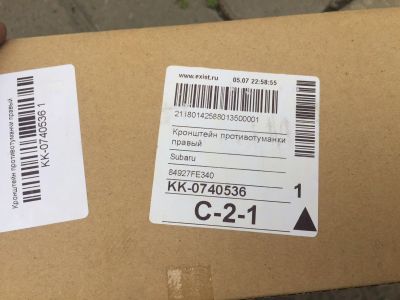 www.exist.ru 05.07 22:58:55
21180142568013500001
Кронштейн противотуманки
правый
Subaru
84927FE340
KK-0740536 1
C-2-1
Кронштейн противотуманки правый
KK-0740536 1